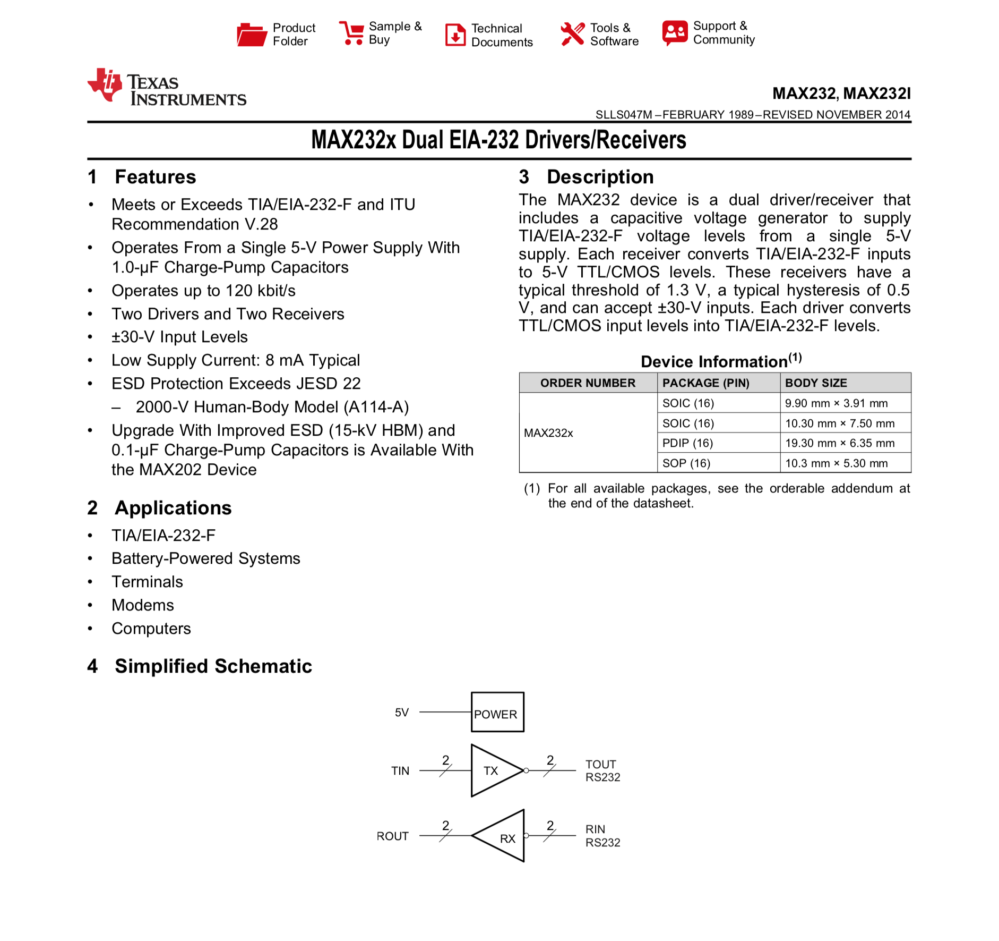 Product
Folder
Sample &
Buy
Technical
Documents
Tools &
Software
Support &
Community
TEXAS
INSTRUMENTS
MAX232, MAX232I
SLLS047M –FEBRUARY 1989–REVISED NOVEMBER 2014
MAX232x Dual EIA-232 Drivers/Receivers
1 Features
• Meets or Exceeds TIA/EIA-232-F and ITU
Recommendation V.28
• Operates From a Single 5-V Power Supply With
1.0-μF Charge-Pump Capacitors
• Operates up to 120 kbit/s
• Two Drivers and Two Receivers
• ±30-V Input Levels
• Low Supply Current: 8 mA Typical
• ESD Protection Exceeds JESD 22
– 2000-V Human-Body Model (A114-A)
• Upgrade With Improved ESD (15-kV HBM) and
0.1-μF Charge-Pump Capacitors is Available With
the MAX202 Device
2 Applications
• TIA/EIA-232-F
• Battery-Powered Systems
• Terminals
• Modems
• Computers
3 Description
The MAX232 device is a dual driver/receiver that
includes a capacitive voltage generator to supply
TIA/EIA-232-F voltage levels from a single 5-V
supply. Each receiver converts TIA/EIA-232-F inputs
to 5-V TTL/CMOS levels. These receivers have a
typical threshold of 1.3 V, a typical hysteresis of 0.5
V, and can accept ±30-V inputs. Each driver converts
TTL/CMOS input levels into TIA/EIA-232-F levels.
Device Information(1)
ORDER NUMBER PACKAGE (PIN) BODY SIZE
MAX232x
SOIC (16) 9.90 mm × 3.91 mm
SOIC (16) 10.30 mm × 7.50 mm
PDIP (16) 19.30 mm × 6.35 mm
SOP (16) 10.3 mm × 5.30 mm
(1) For all available packages, see the orderable addendum at
the end of the datasheet.
4 Simplified Schematic
5V POWER
TIN 2 TX 2 TOUT
RS232
ROUT 2 RX 2 RIN
RS232